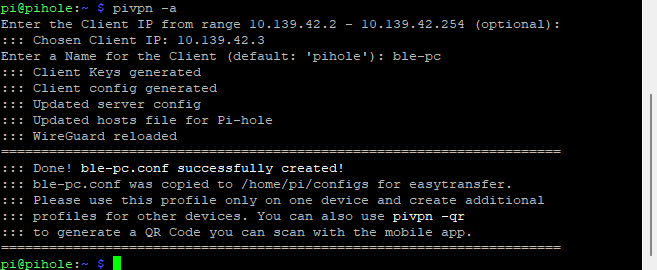 pi@pihole:~ $ pivpn -a
Enter the Client IP from range 10.139.42.2 - 10.139.42.254 (optional):
::: Chosen Client IP: 10.139.42.3
Enter a Name for the Client (default: 'pihole'): ble-pc
::: Client Keys generated
::: Client config generated
::: Updated server config
::: Updated hosts file for Pi-hole
::: WireGuard reloaded
======================================================================
::: Done! ble-pc.conf successfully created!
::: ble-pc.conf was copied to /home/pi/configs for easytransfer.
::: Please use this profile only on one device and create additional
::: profiles for other devices. You can also use pivpn -qr
::: to generate a QR Code you can scan with the mobile app.
======================================================================
pi@pihole:~ $